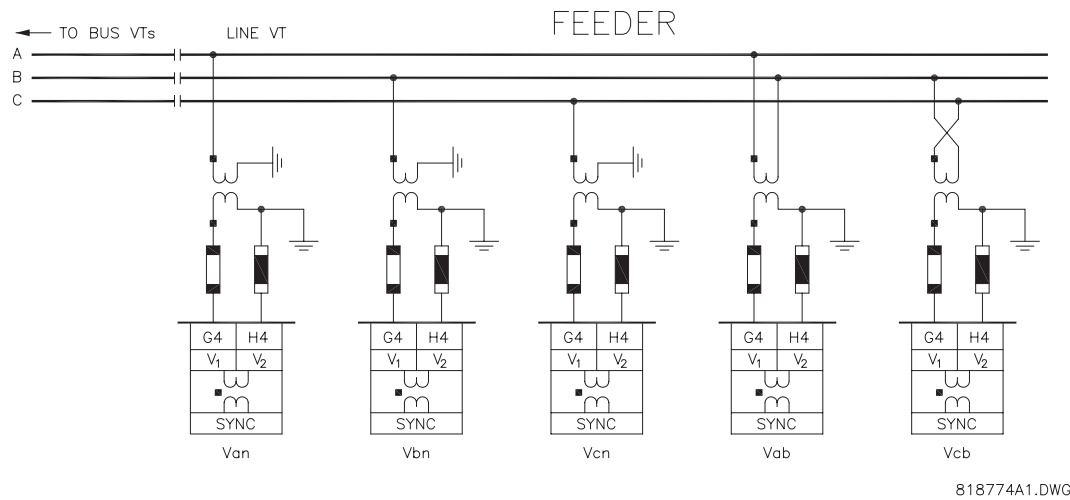 FEEDER
TO BUS VTs LINE VT
A
B
C
G4 H4 G4 H4 G4 H4 G4 H4 G4 H4
V1 V2 V1 V2 V1 V2 V1 V2 V1 V2
SYNC SYNC SYNC SYNC SYNC
Van Vbn Vcn Vab Vcb
818774A1.DWG